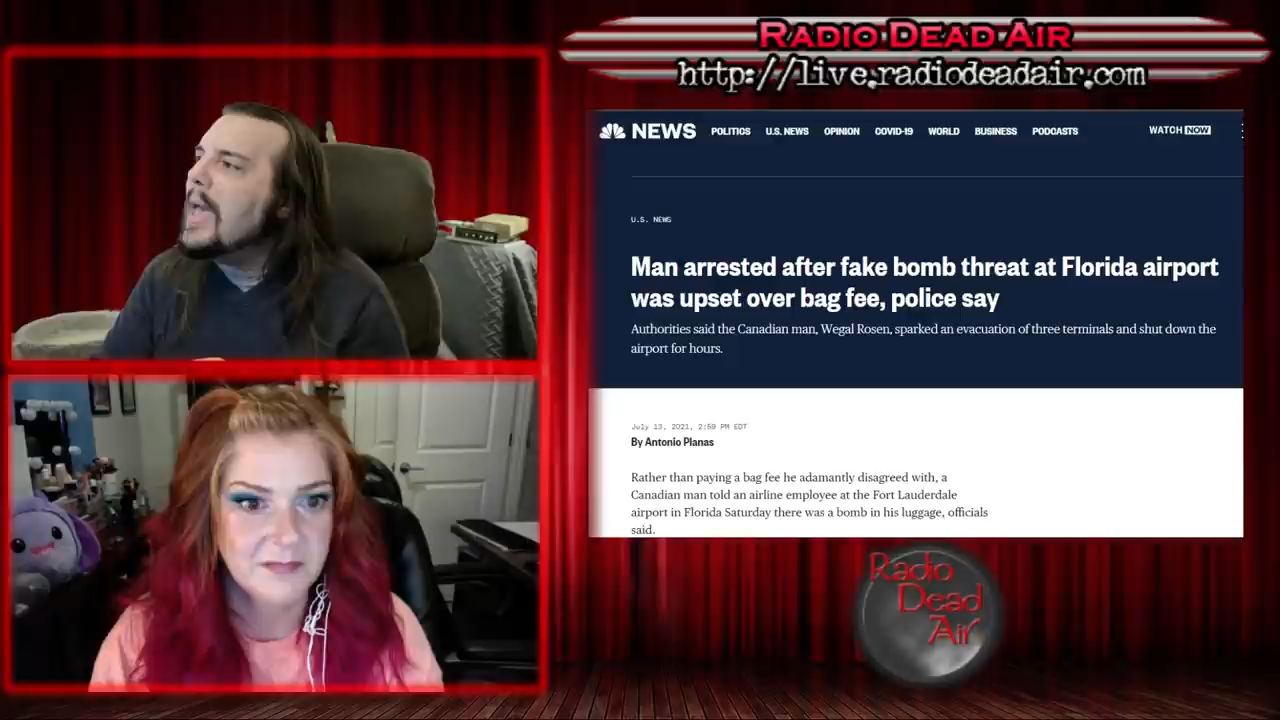 RADIO DEAD AIR
http://live.radiodeadair.com
NEWS POLITICS U.S. NEWS OPINION COVID-19 WORLD BUSINESS PODCASTS WATCH NOW
U.S. NEWS
Man arrested after fake bomb threat at Florida airport
was upset over bag fee, police say
Authorities said the Canadian man, Wegal Rosen, sparked an evacuation of three terminals and shut down the
airport for hours.
July 13, 2021, 2:59 PM EDT
By Antonio Planas
Rather than paying a bag fee he adamantly disagreed with, a
Canadian man told an airline employee at the Fort Lauderdale
airport in Florida Saturday there was a bomb in his luggage, officials
said.
Radio
Dead
Air